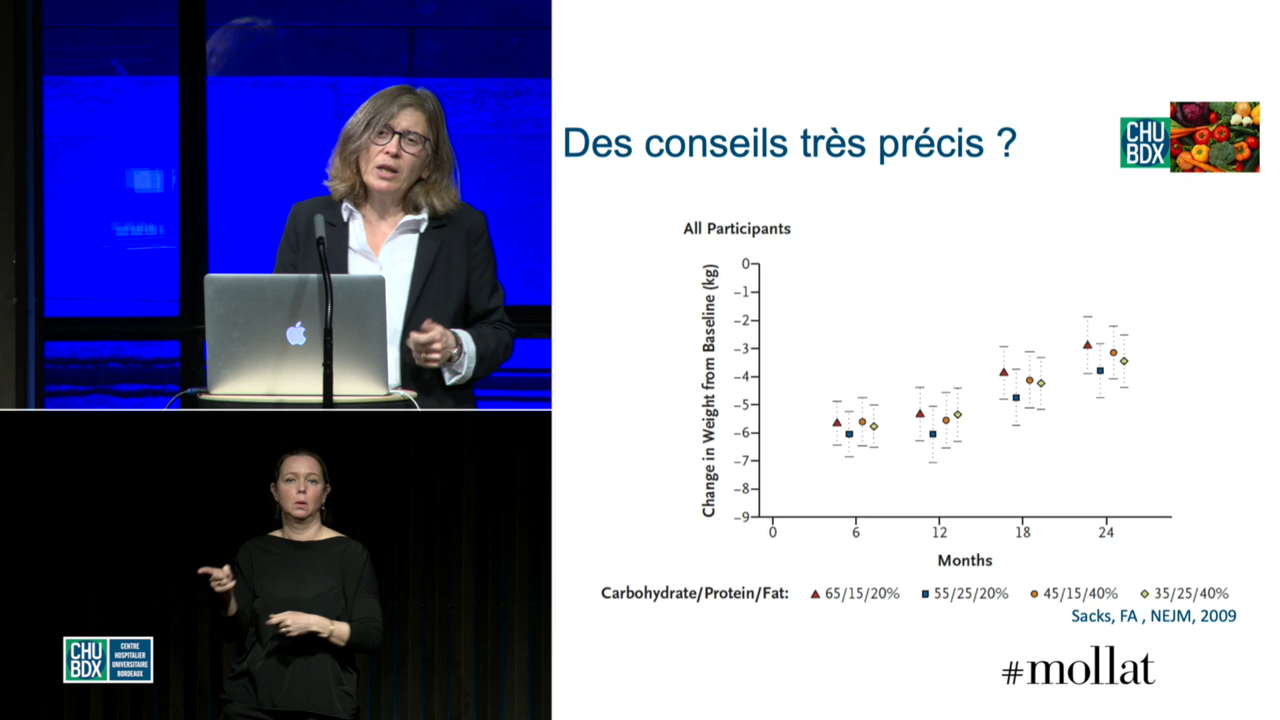 Des conseils très précis ?
CHU
BDX
All Participants
Change in Weight from Baseline (kg)
0
−1
−2
−3
−4
−5
−6
−7
−8
−9
0 6 12 18 24
Months
Carbohydrate/Protein/Fat: 65/15/20% 55/25/20% 45/15/40% 35/25/40%
Sacks, FA , NEJM, 2009
#mollat
CHU
BDX
CENTRE
HOSPITALIER
UNIVERSITAIRE
BORDEAUX